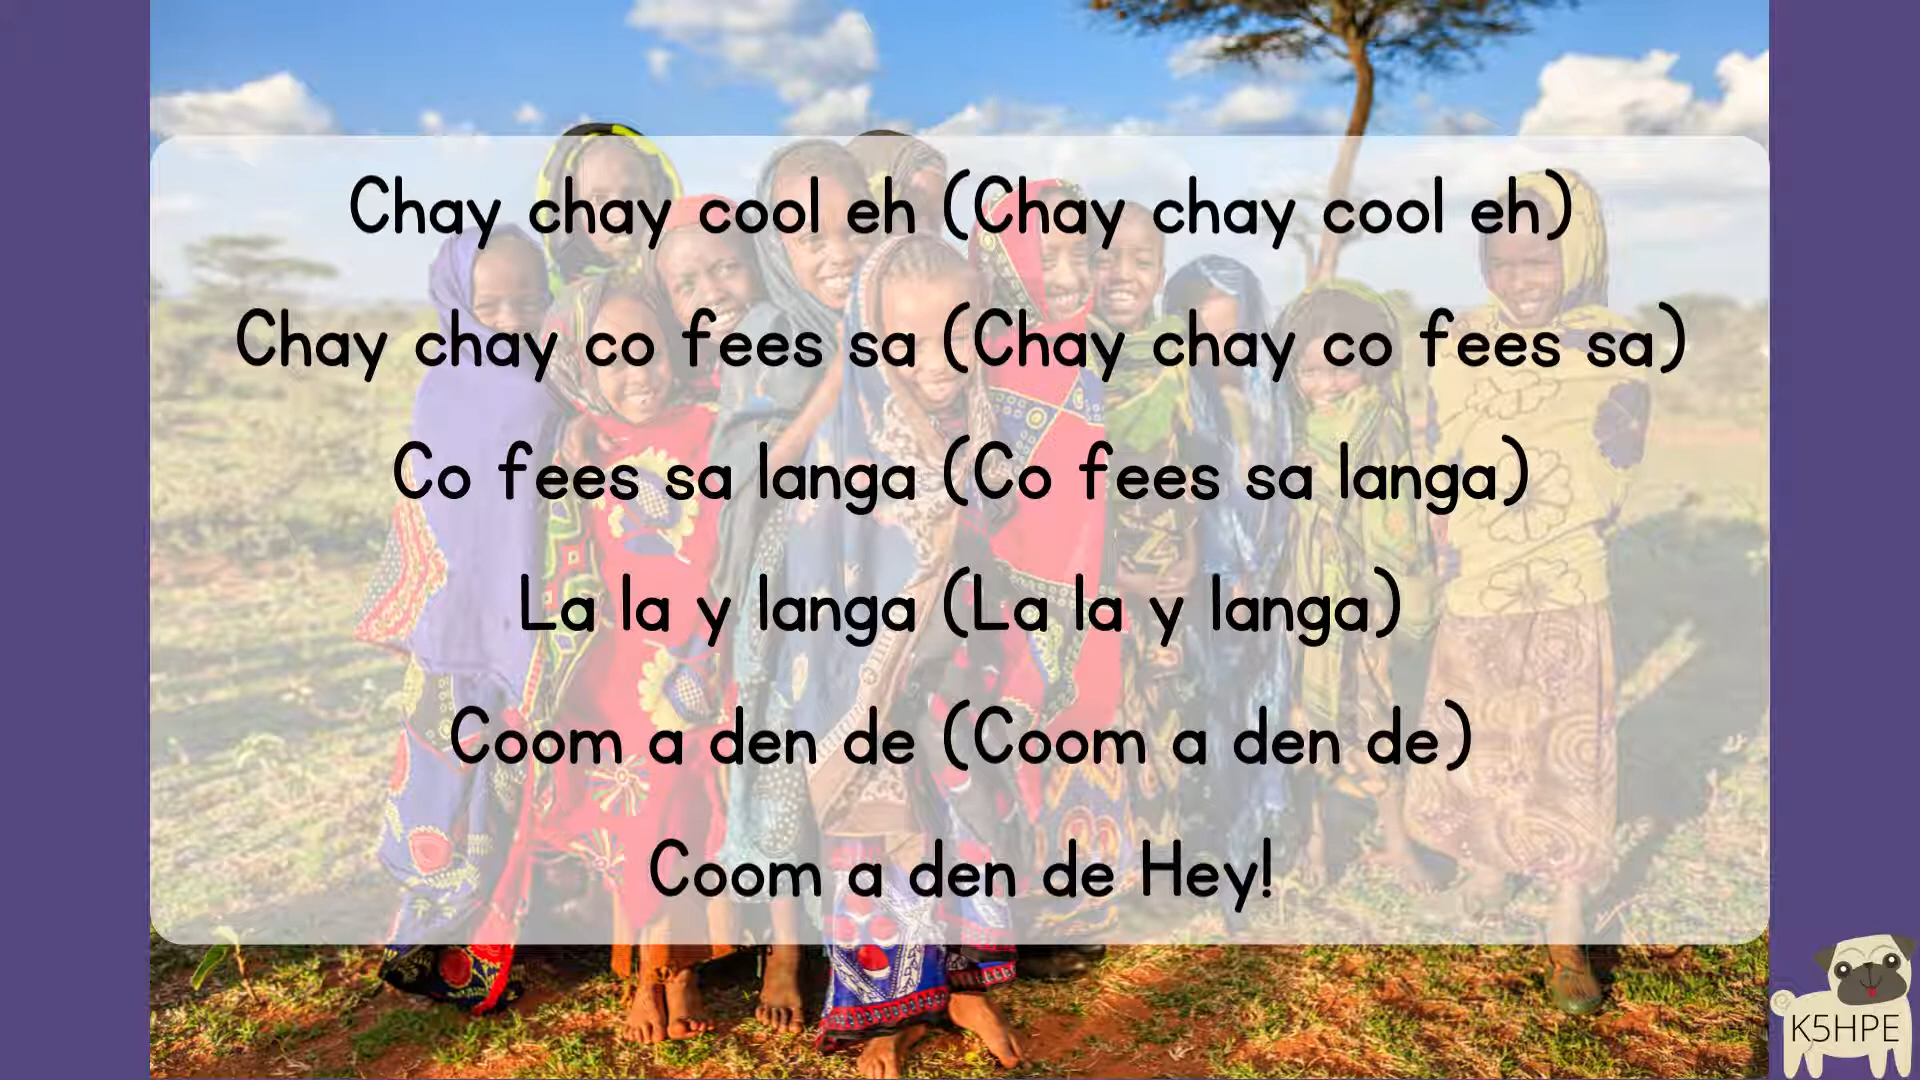 Chay chay cool eh (Chay chay cool eh)
Chay chay co fees sa (Chay chay co fees sa)
Co fees sa langa (Co fees sa langa)
La la y langa (La la y langa)
Coom a den de (Coom a den de)
Coom a den de Hey!
K5HPE